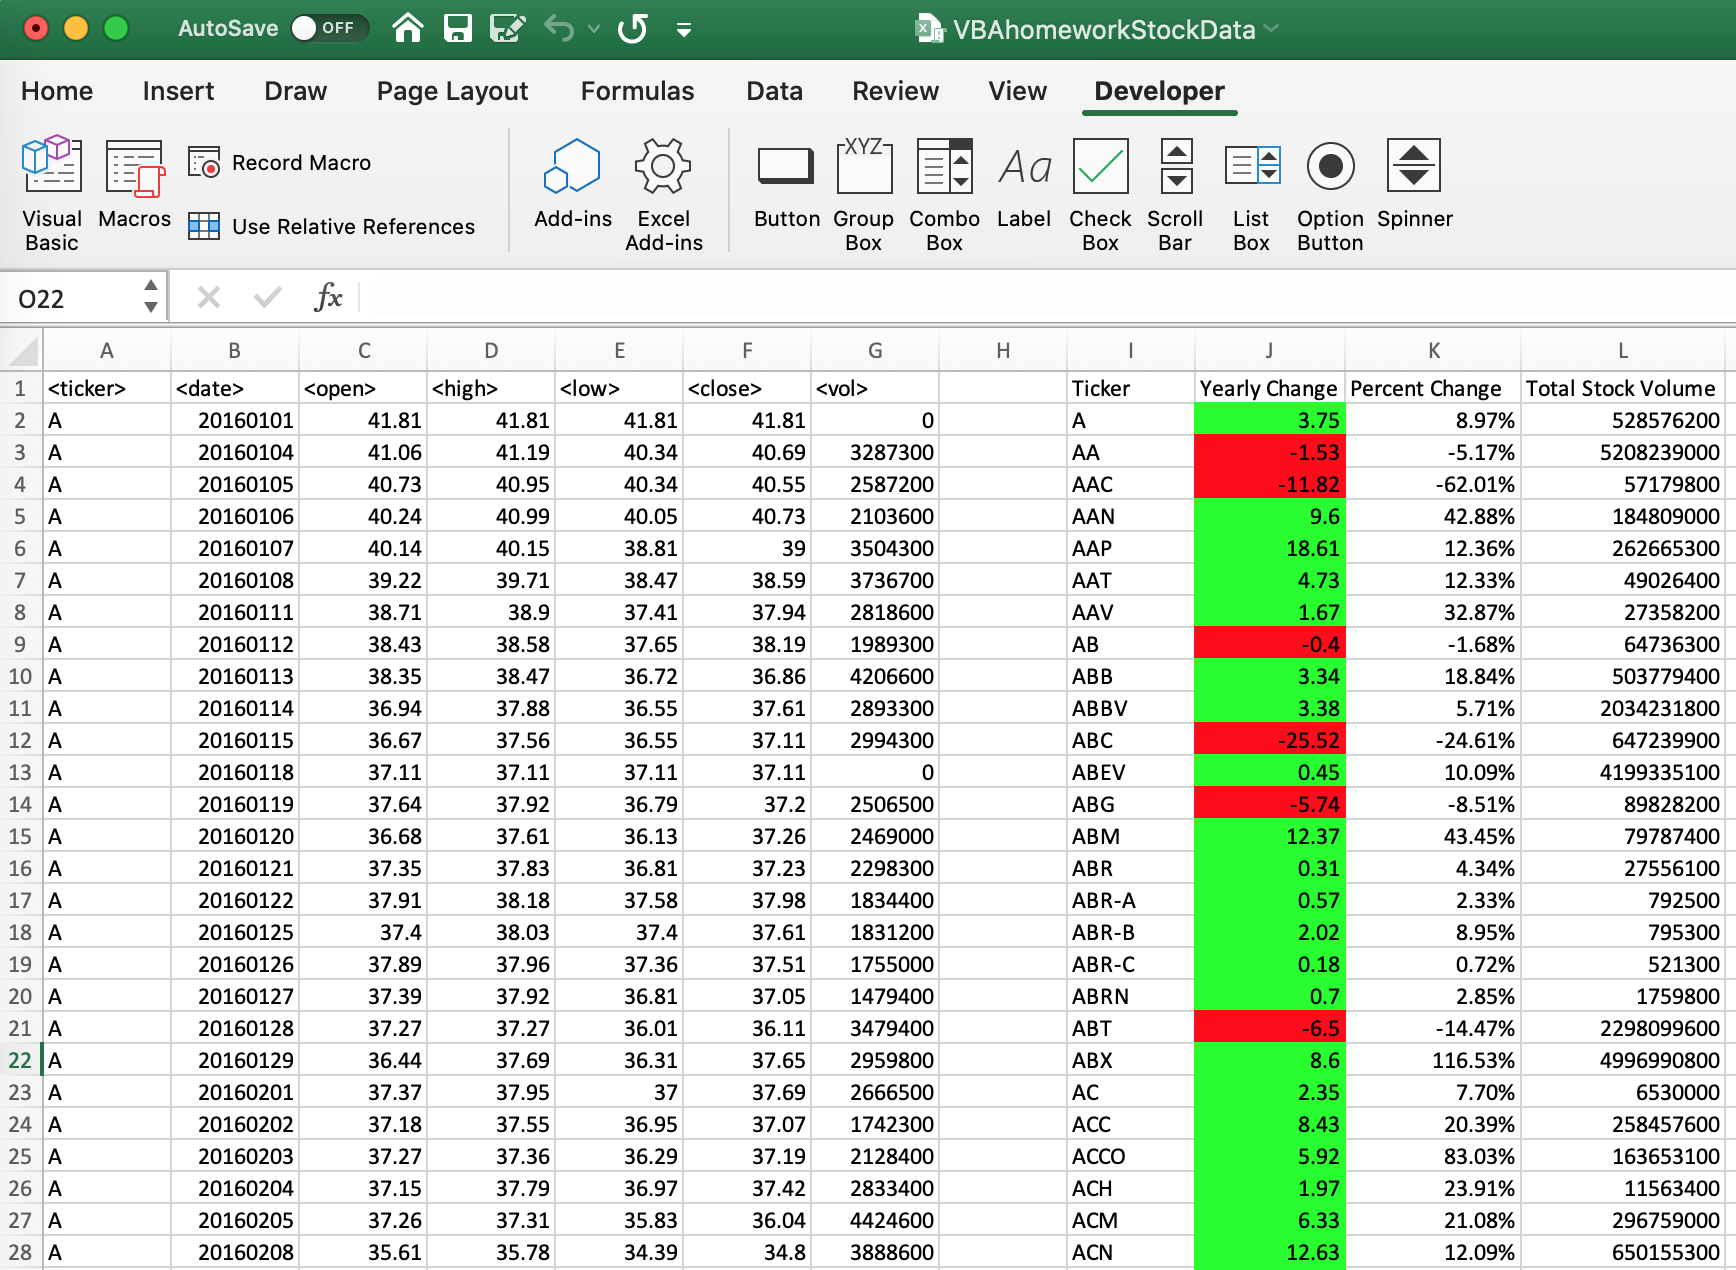 AutoSave OFF VBAhomeworkStockData
Home Insert Draw Page Layout Formulas Data Review View Developer
Visual Basic Macros Record Macro Use Relative References Add-ins Excel Add-ins Button XYZ Group Box Combo Box Aa Label Check Box Scroll Bar List Box Option Button Spinner
O22 fx
A B C D E F G H I J K L
1 <ticker> <date> <open> <high> <low> <close> <vol> Ticker Yearly Change Percent Change Total Stock Volume
2 A 20160101 41.81 41.81 41.81 41.81 0 A 3.75 8.97% 528576200
3 A 20160104 41.06 41.19 40.34 40.69 3287300 AA -1.53 -5.17% 5208239000
4 A 20160105 40.73 40.95 40.34 40.55 2587200 AAC -11.82 -62.01% 57179800
5 A 20160106 40.24 40.99 40.05 40.73 2103600 AAN 9.6 42.88% 184809000
6 A 20160107 40.14 40.15 38.81 39 3504300 AAP 18.61 12.36% 262665300
7 A 20160108 39.22 39.71 38.47 38.59 3736700 AAT 4.73 12.33% 49026400
8 A 20160111 38.71 38.9 37.41 37.94 2818600 AAV 1.67 32.87% 27358200
9 A 20160112 38.43 38.58 37.65 38.19 1989300 AB -0.4 -1.68% 64736300
10 A 20160113 38.35 38.47 36.72 36.86 4206600 ABB 3.34 18.84% 503779400
11 A 20160114 36.94 37.88 36.55 37.61 2893300 ABBV 3.38 5.71% 2034231800
12 A 20160115 36.67 37.56 36.55 37.11 2994300 ABC -25.52 -24.61% 647239900
13 A 20160118 37.11 37.11 37.11 37.11 0 ABEV 0.45 10.09% 4199335100
14 A 20160119 37.64 37.92 36.79 37.2 2506500 ABG -5.74 -8.51% 89828200
15 A 20160120 36.68 37.61 36.13 37.26 2469000 ABM 12.37 43.45% 79787400
16 A 20160121 37.35 37.83 36.81 37.23 2298300 ABR 0.31 4.34% 27556100
17 A 20160122 37.91 38.18 37.58 37.98 1834400 ABR-A 0.57 2.33% 792500
18 A 20160125 37.4 38.03 37.4 37.61 1831200 ABR-B 2.02 8.95% 795300
19 A 20160126 37.89 37.96 37.36 37.51 1755000 ABR-C 0.18 0.72% 521300
20 A 20160127 37.39 37.92 36.81 37.05 1479400 ABRN 0.7 2.85% 1759800
21 A 20160128 37.27 37.27 36.01 36.11 3479400 ABT -6.5 -14.47% 2298099600
22 A 20160129 36.44 37.69 36.31 37.65 2959800 ABX 8.6 116.53% 4996990800
23 A 20160201 37.37 37.95 37 37.69 2666500 AC 2.35 7.70% 6530000
24 A 20160202 37.18 37.55 36.95 37.07 1742300 ACC 8.43 20.39% 258457600
25 A 20160203 37.27 37.36 36.29 37.19 2128400 ACCO 5.92 83.03% 163653100
26 A 20160204 37.15 37.79 36.97 37.42 2833400 ACH 1.97 23.91% 11563400
27 A 20160205 37.26 37.31 35.83 36.04 4424600 ACM 6.33 21.08% 296759000
28 A 20160208 35.61 35.78 34.39 34.8 3888600 ACN 12.63 12.09% 650155300